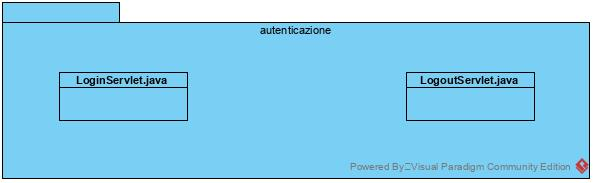 autenticazione
LoginServlet.java
LogoutServlet.java
Powered By Visual Paradigm Community Edition